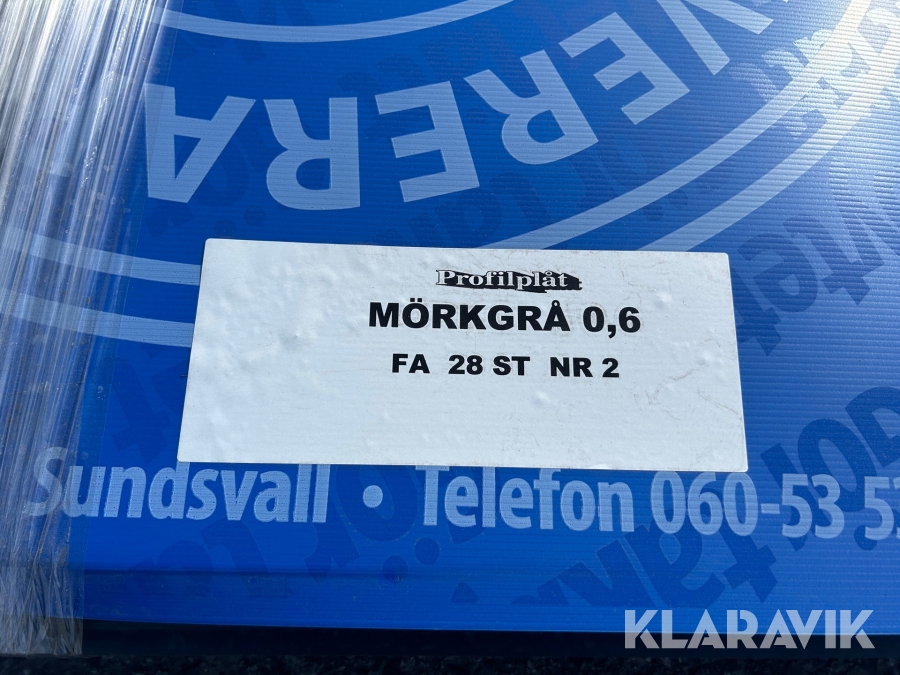 VERERA
Profilplåt
MÖRKGRÅ 0,6
FA 28 ST NR 2
Sundsvall • Telefon 060-53 5
KLARAVIK